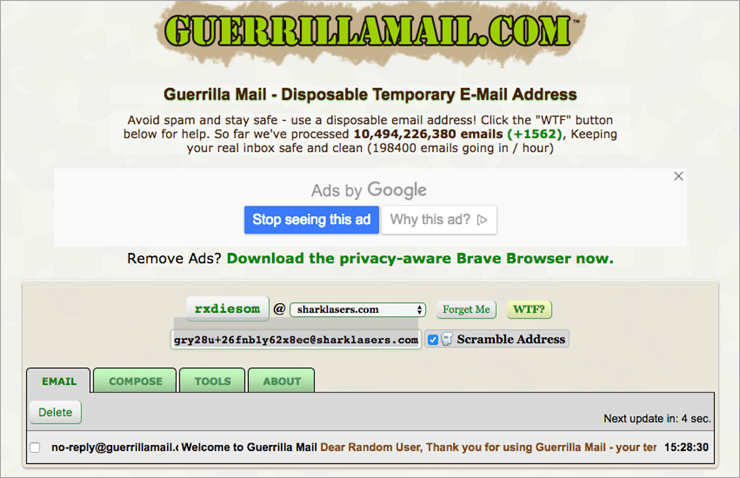 GUERRILLAMAIL.COM™
Guerrilla Mail - Disposable Temporary E-Mail Address
Avoid spam and stay safe - use a disposable email address! Click the "WTF" button
below for help. So far we've processed 10,494,226,380 emails (+1562), Keeping
your real inbox safe and clean (198400 emails going in / hour)
Ads by Google
Stop seeing this ad Why this ad?
Remove Ads? Download the privacy-aware Brave Browser now.
rxdiesom @ sharklasers.com Forget Me WTF?
gry28u+26fnb1y62x8ec@sharklasers.com Scramble Address
EMAIL COMPOSE TOOLS ABOUT
Delete
Next update in: 4 sec.
no-reply@guerrillamail.c Welcome to Guerrilla Mail Dear Random User, Thank you for using Guerrilla Mail - your ter 15:28:30